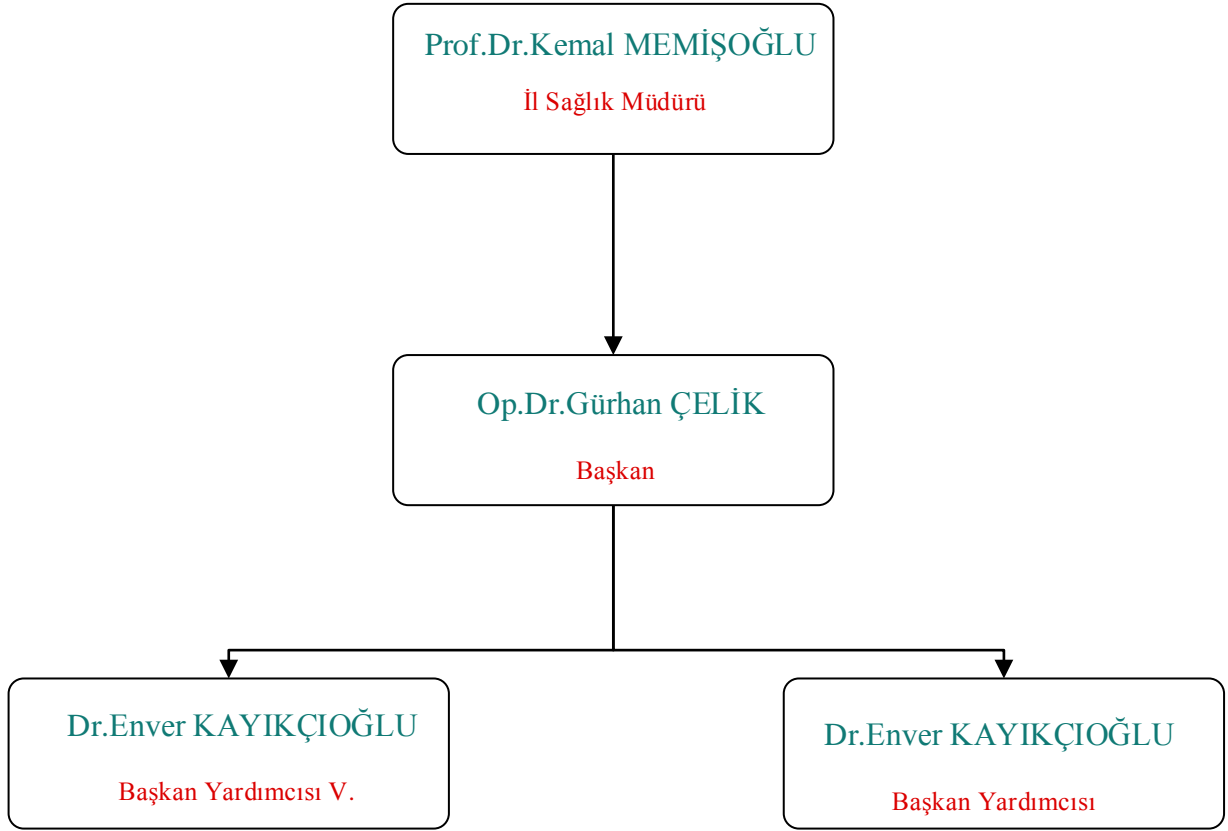 Prof.Dr.Kemal MEMİŞOĞLU
İl Sağlık Müdürü
Op.Dr.Gürhan ÇELİK
Başkan
Dr.Enver KAYIKÇIOĞLU
Başkan Yardımcısı V.
Dr.Enver KAYIKÇIOĞLU
Başkan Yardımcısı